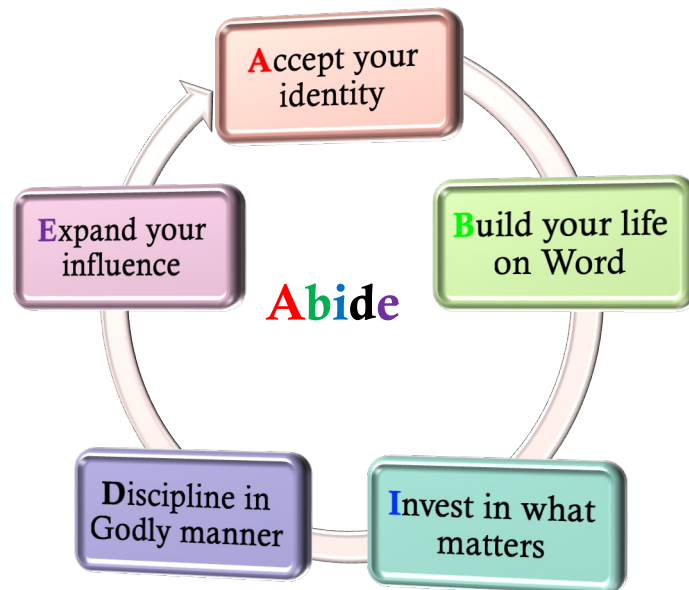 Accept your
identity
Build your life
on Word
Invest in what
matters
Discipline in
Godly manner
Expand your
influence
Abide